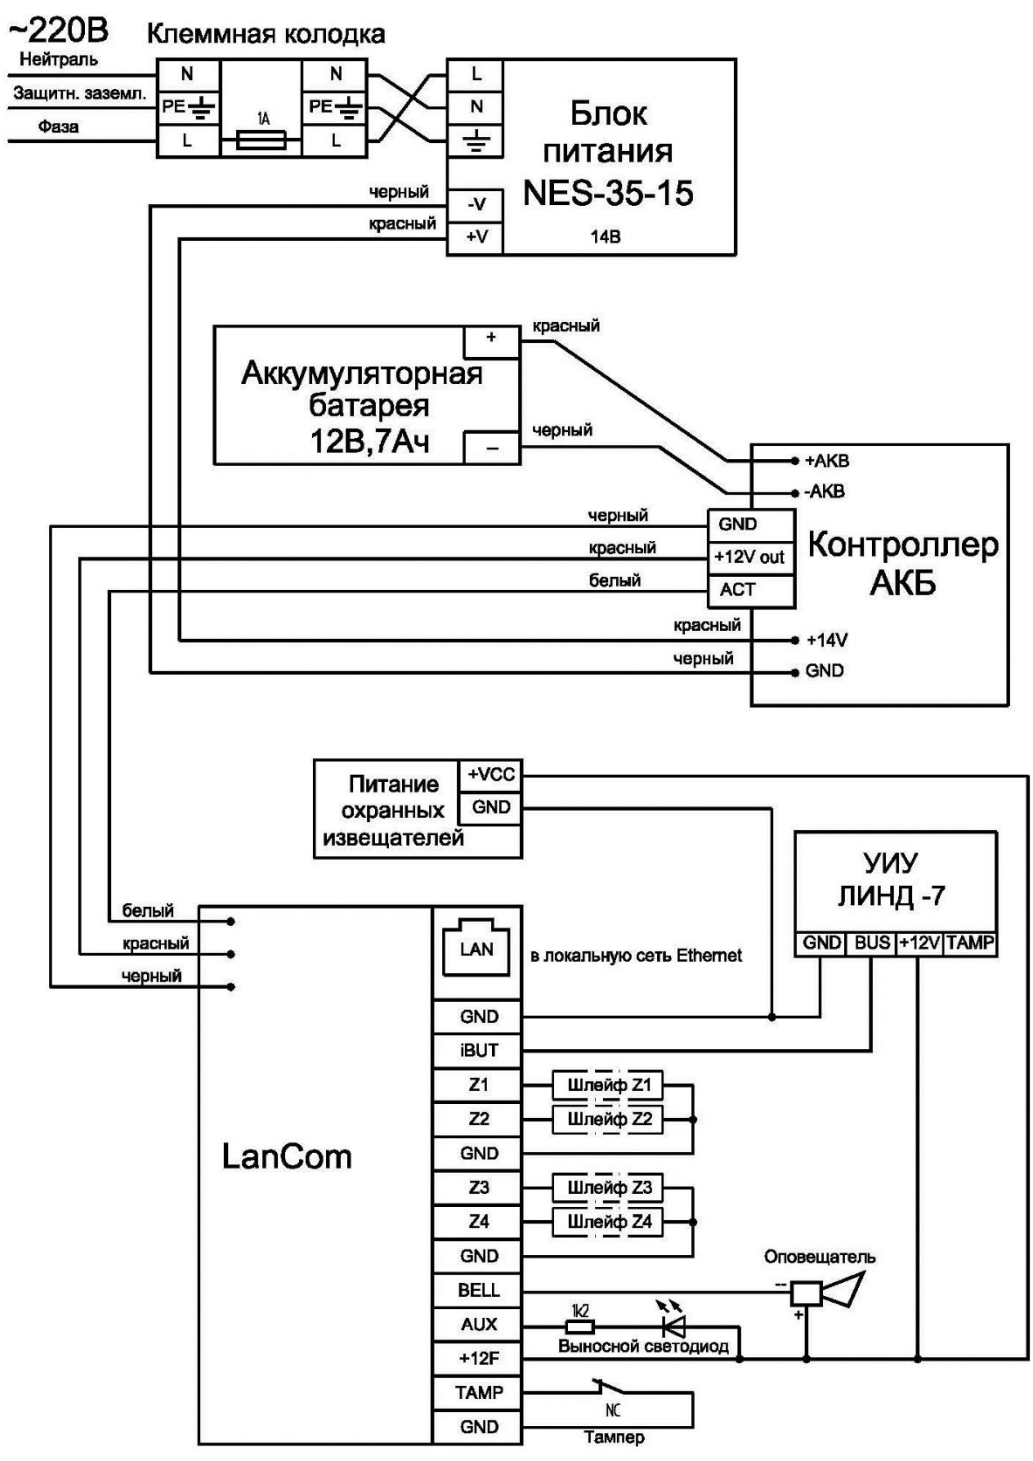 ~220В
Клеммная колодка
Нейтраль
Защитн. заземл.
Фаза
N
PE
L
1А
N
PE
L
L
N
Блок
питания
NES-35-15
14В
черный
-V
красный
+V
Аккумуляторная
батарея
12В,7Ач
+
–
красный
черный
+АКВ
-АКВ
черный
GND
красный
+12V out
белый
ACT
Контроллер
АКБ
красный
+14V
черный
GND
Питание
охранных
извещателей
+VCC
GND
УИУ
ЛИНД -7
GND BUS +12V TAMP
белый
красный
черный
LanCom
LAN
в локальную сеть Ethernet
GND
iBUT
Z1 Шлейф Z1
Z2 Шлейф Z2
GND
Z3 Шлейф Z3
Z4 Шлейф Z4
GND
Оповещатель
BELL
--
+
AUX
1k2
Выносной светодиод
+12F
TAMP
NC
GND
Тампер